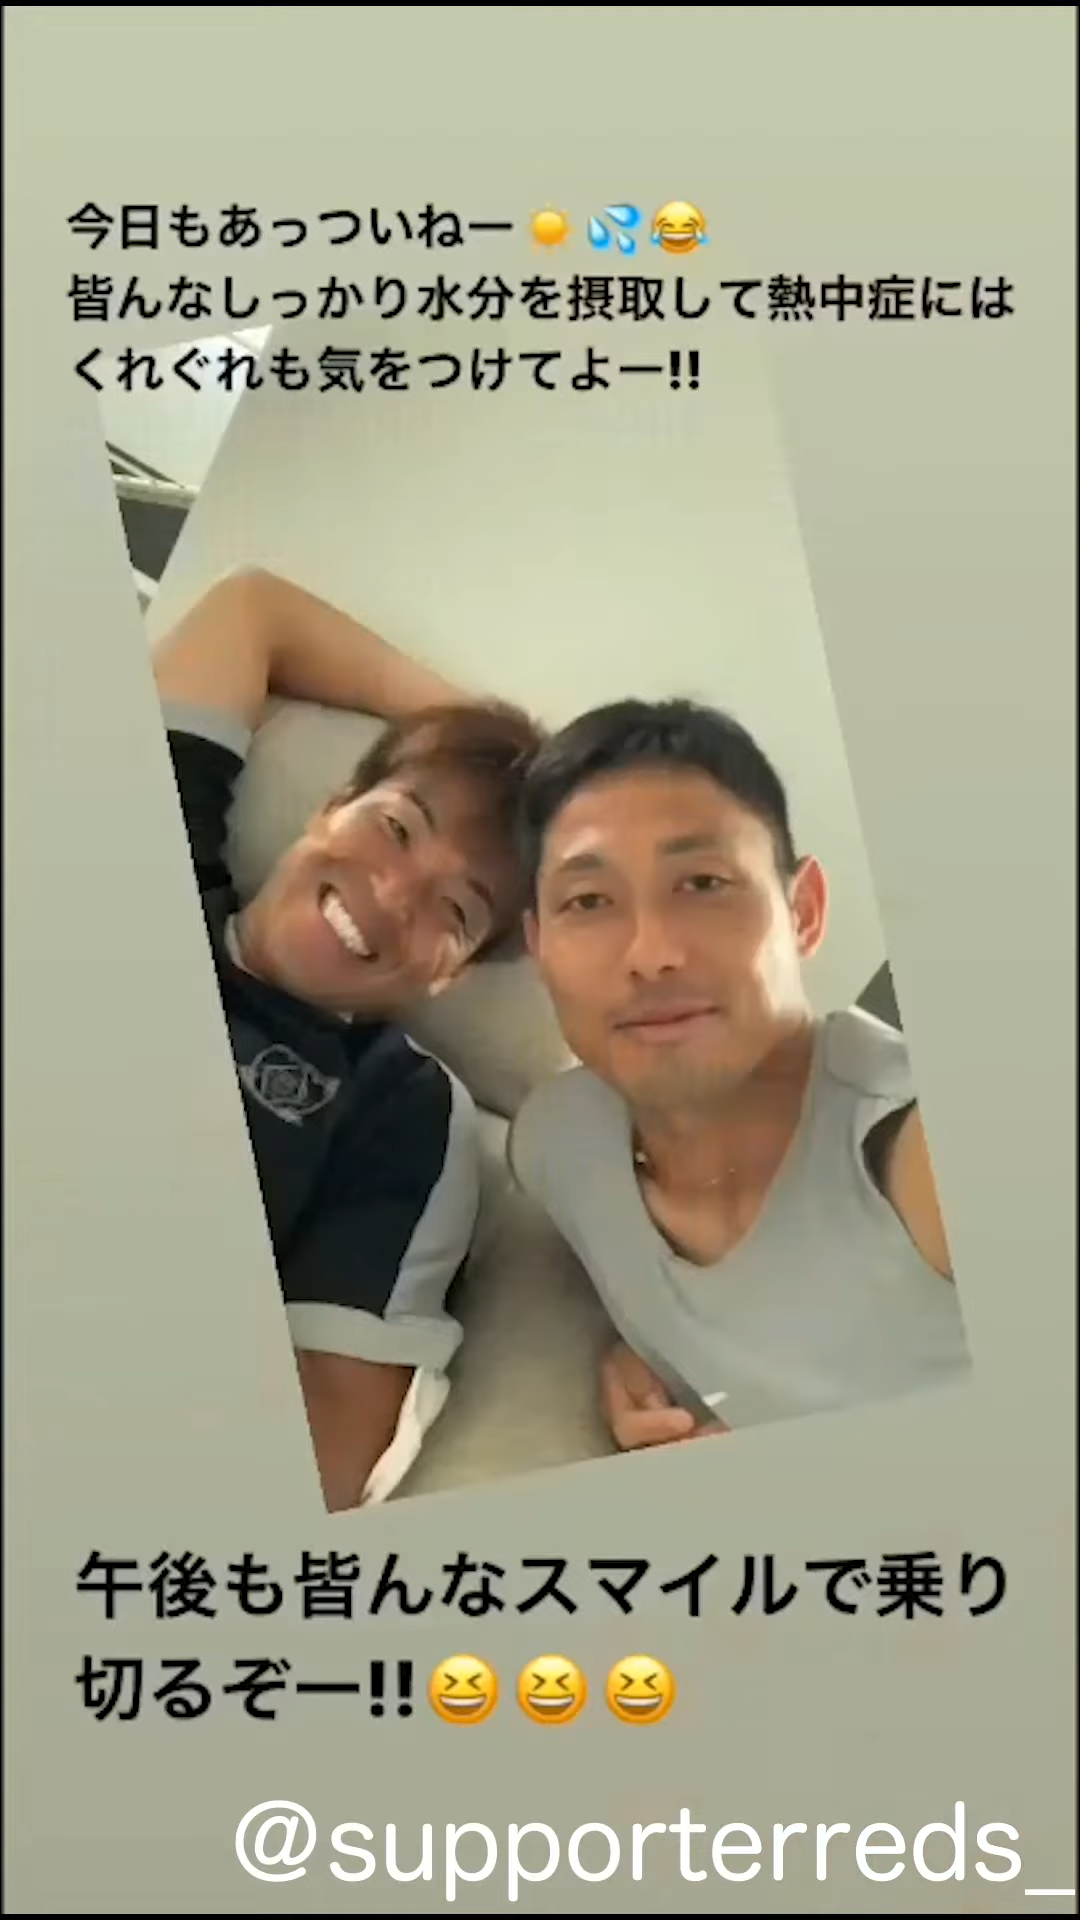 今日もあっついねー☀️💦😂
皆んなしっかり水分を摂取して熱中症には
くれぐれも気をつけてよー‼️
午後も皆んなスマイルで乗り
切るぞー‼️😆😆😆
@supporterreds_